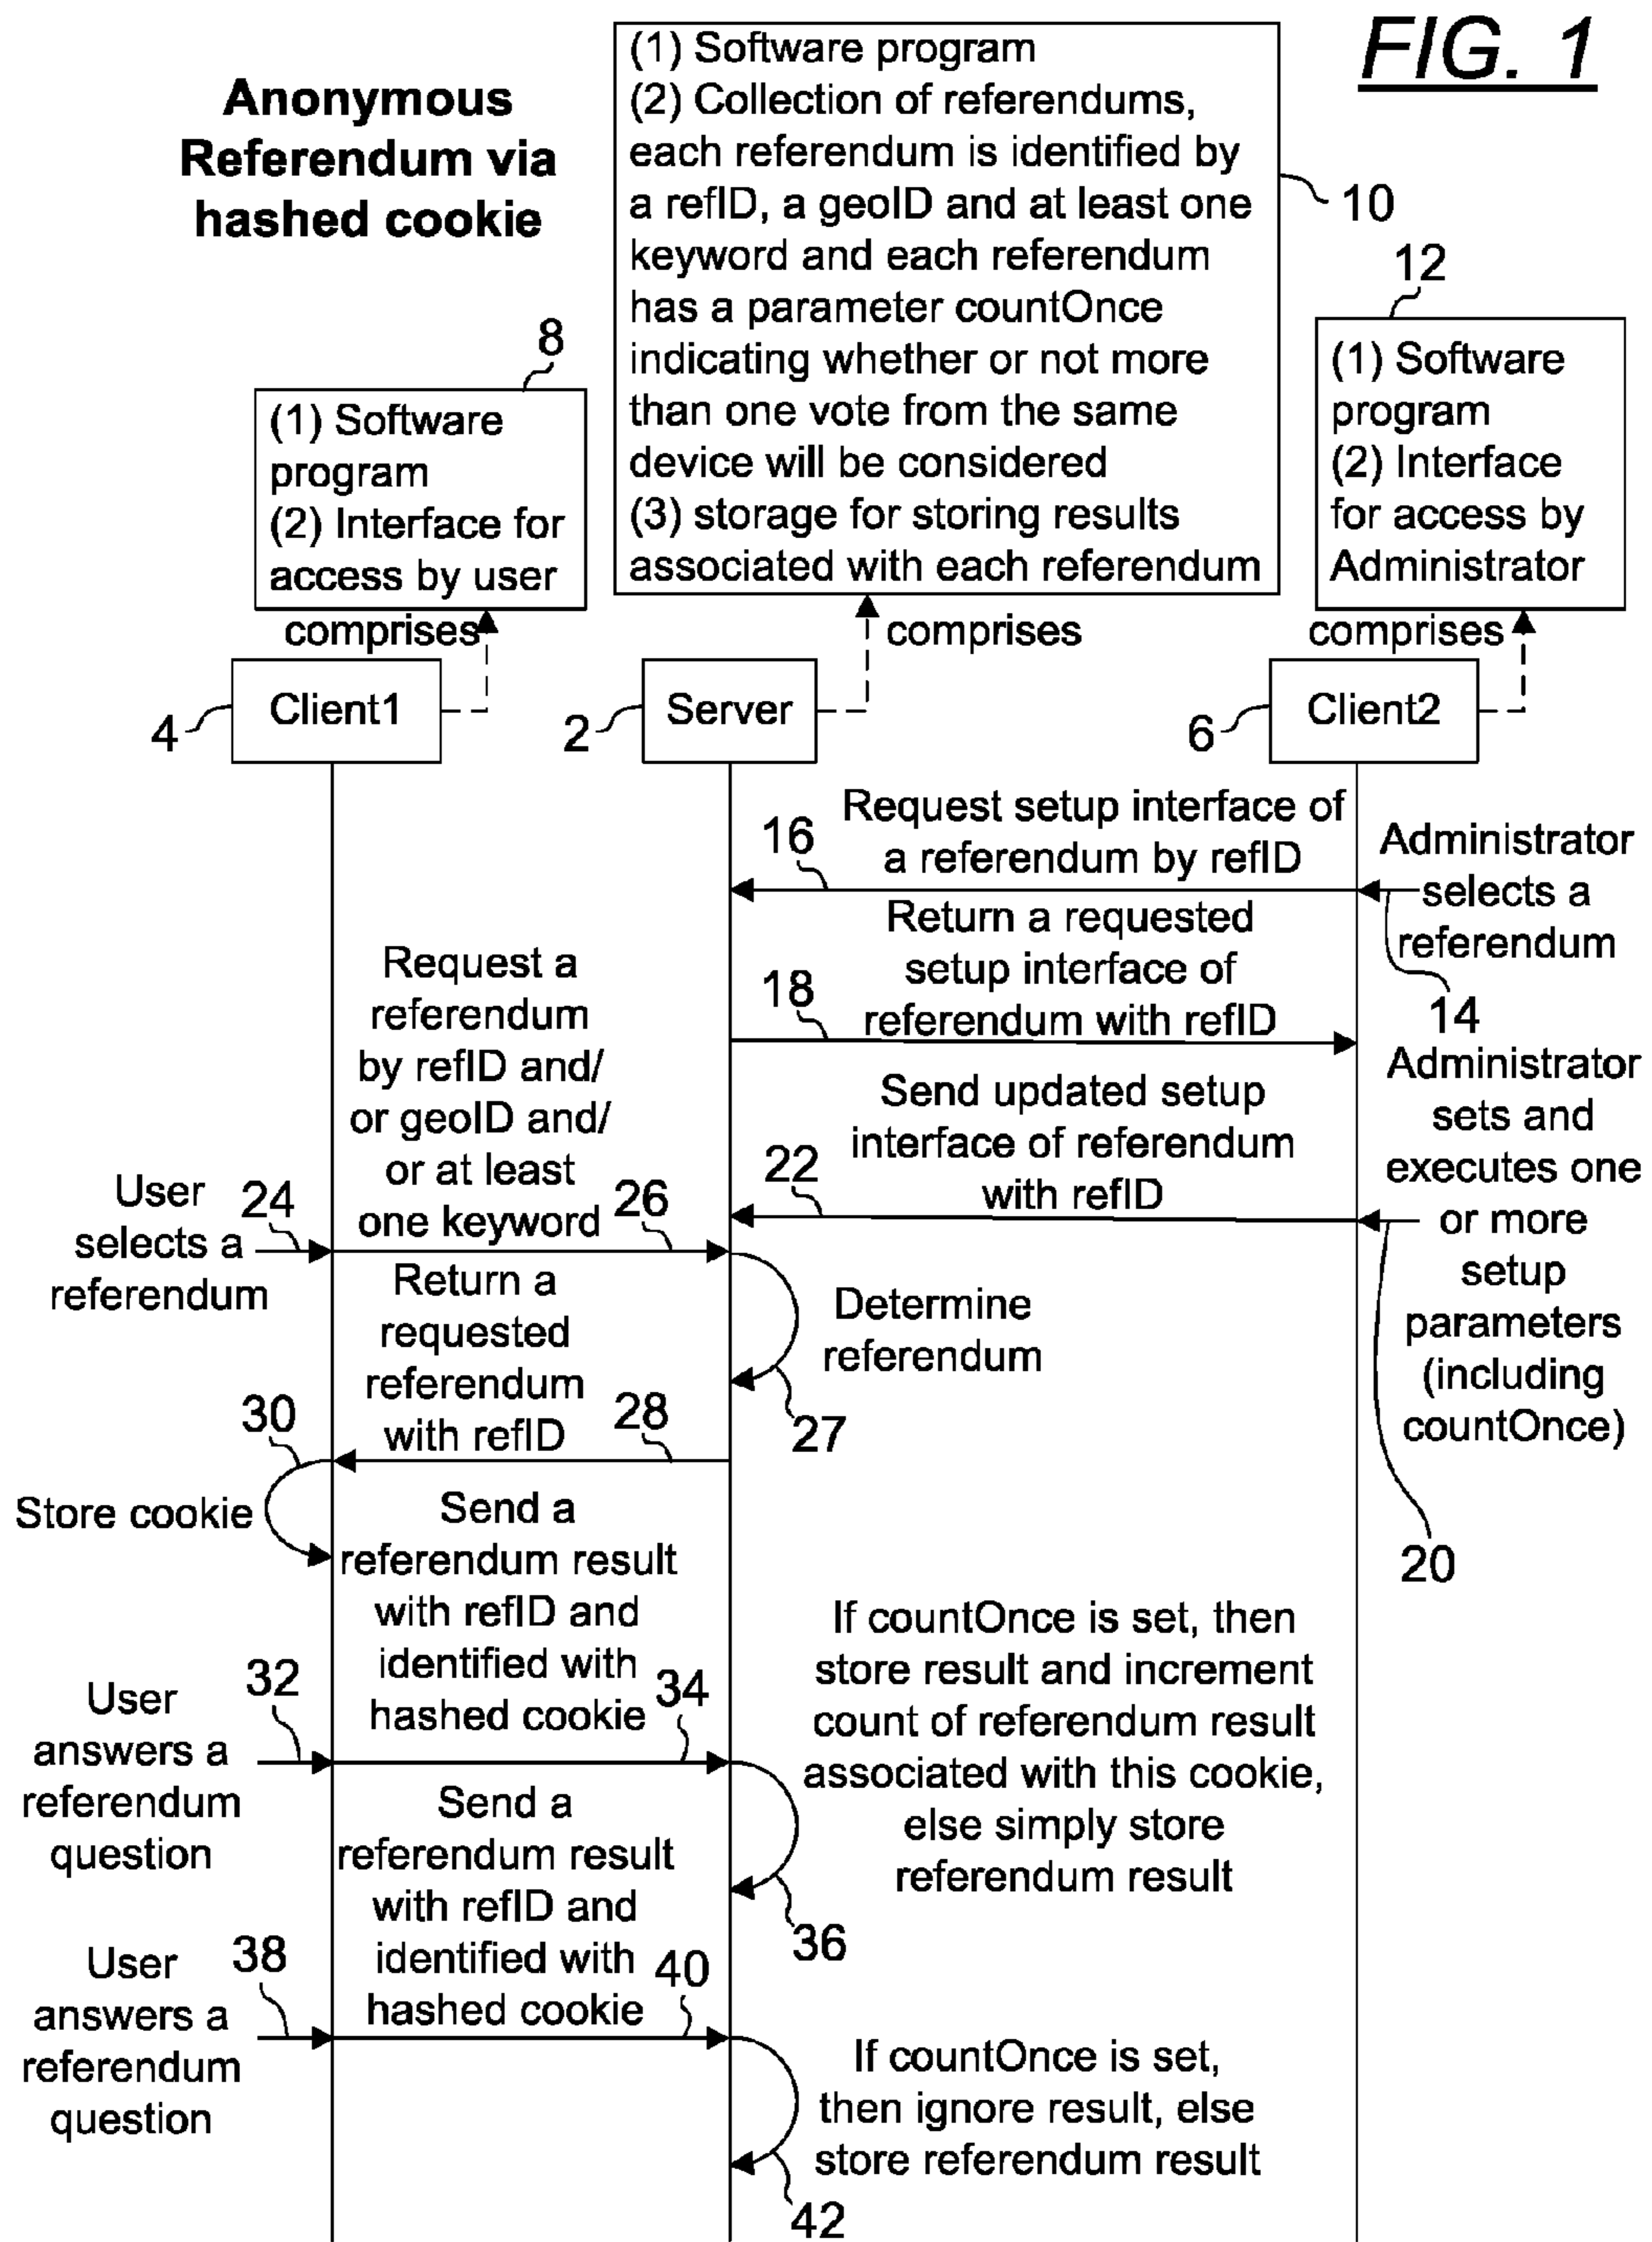 FIG. 1
Anonymous
Referendum via
hashed cookie
(1) Software program
(2) Collection of referendums,
each referendum is identified by
a refID, a geoID and at least one
keyword and each referendum
has a parameter countOnce
indicating whether or not more
than one vote from the same
device will be considered
(3) storage for storing results
associated with each referendum
10
12
(1) Software
program
(2) Interface
for access by
Administrator
8
(1) Software
program
(2) Interface for
access by user
comprises
comprises
comprises
4
Client1
2
Server
6
Client2
Request setup interface of
a referendum by refID
16
Administrator
selects a
referendum
14
Return a requested
setup interface of
referendum with refID
18
Administrator
sets and
executes one
or more
setup
parameters
(including
countOnce)
20
Send updated setup
interface of referendum
with refID
22
Request a
referendum
by refID and/
or geoID and/
or at least
one keyword
User
selects a
referendum
24
26
Determine
referendum
27
Return a
requested
referendum
with refID
28
30
Store cookie
Send a
referendum result
with refID and
identified with
hashed cookie
User
answers a
referendum
question
32
34
If countOnce is set, then
store result and increment
count of referendum result
associated with this cookie,
else simply store
referendum result
36
Send a
referendum result
with refID and
identified with
hashed cookie
User
answers a
referendum
question
38
40
If countOnce is set,
then ignore result, else
store referendum result
42